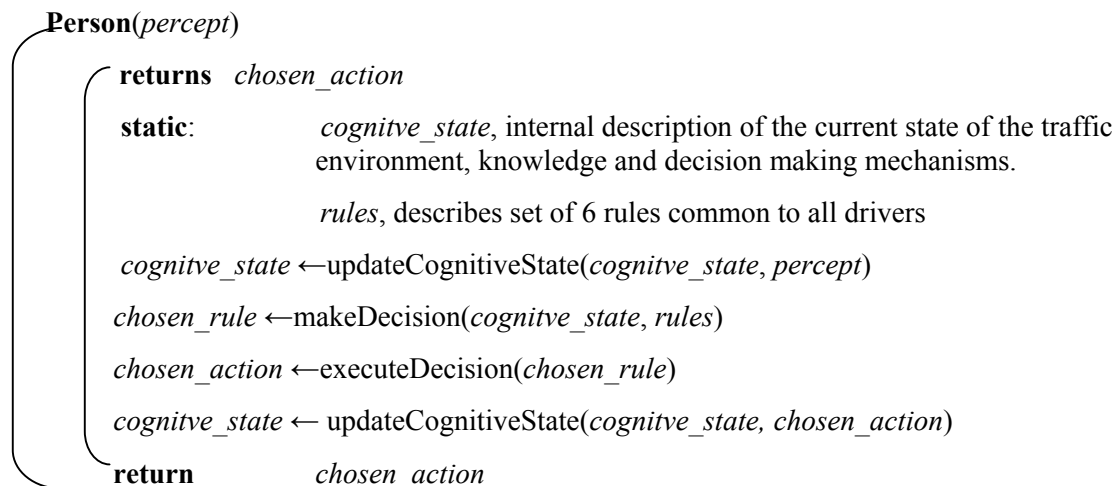 Person(percept)
returns chosen_action
static: cognitve_state, internal description of the current state of the traffic
environment, knowledge and decision making mechanisms.
rules, describes set of 6 rules common to all drivers
cognitve_state ←updateCognitiveState(cognitve_state, percept)
chosen_rule ←makeDecision(cognitve_state, rules)
chosen_action ←executeDecision(chosen_rule)
cognitve_state ← updateCognitiveState(cognitve_state, chosen_action)
return chosen_action